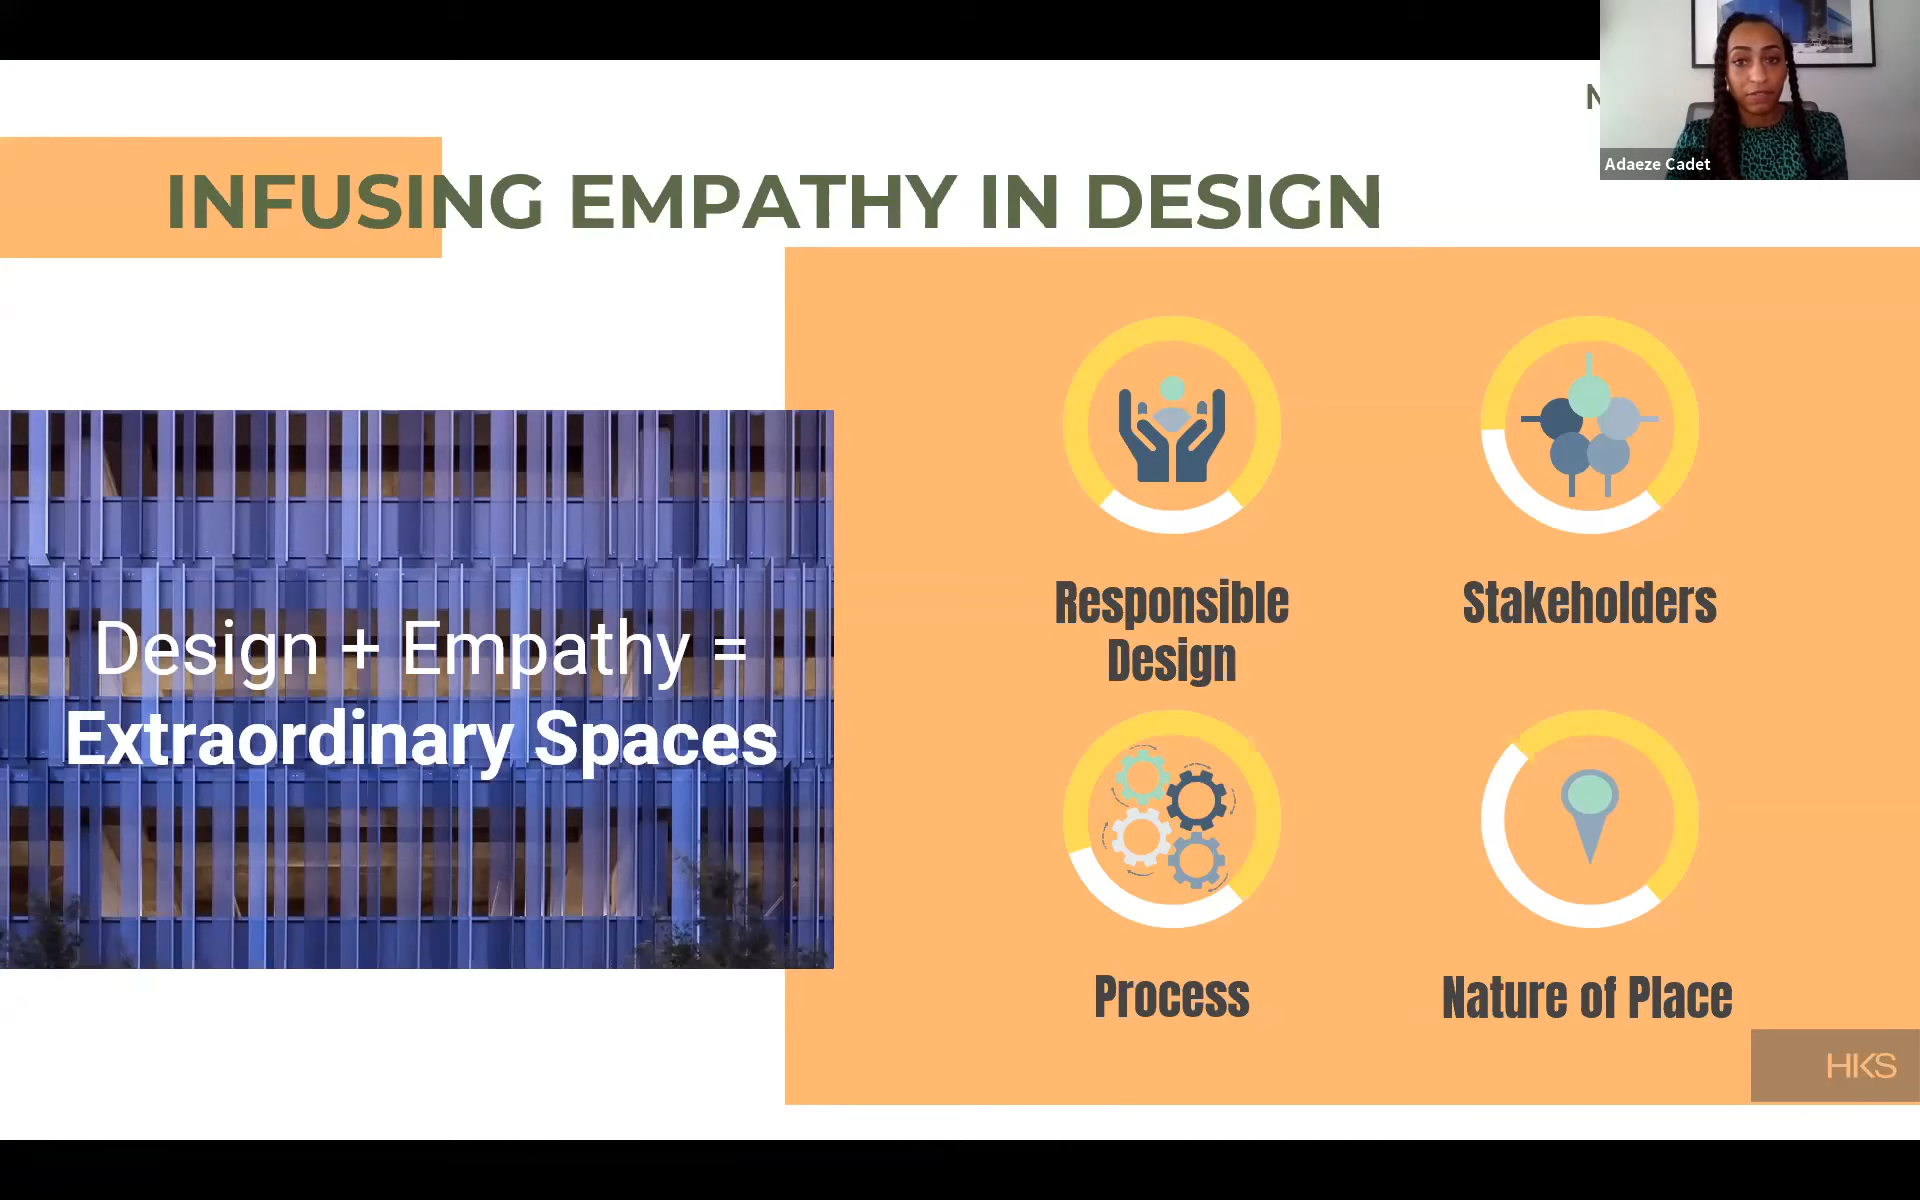 Adaeze Cadet
INFUSING EMPATHY IN DESIGN
Design + Empathy =
Extraordinary Spaces
Responsible
Design
Stakeholders
Process
Nature of Place
HKS